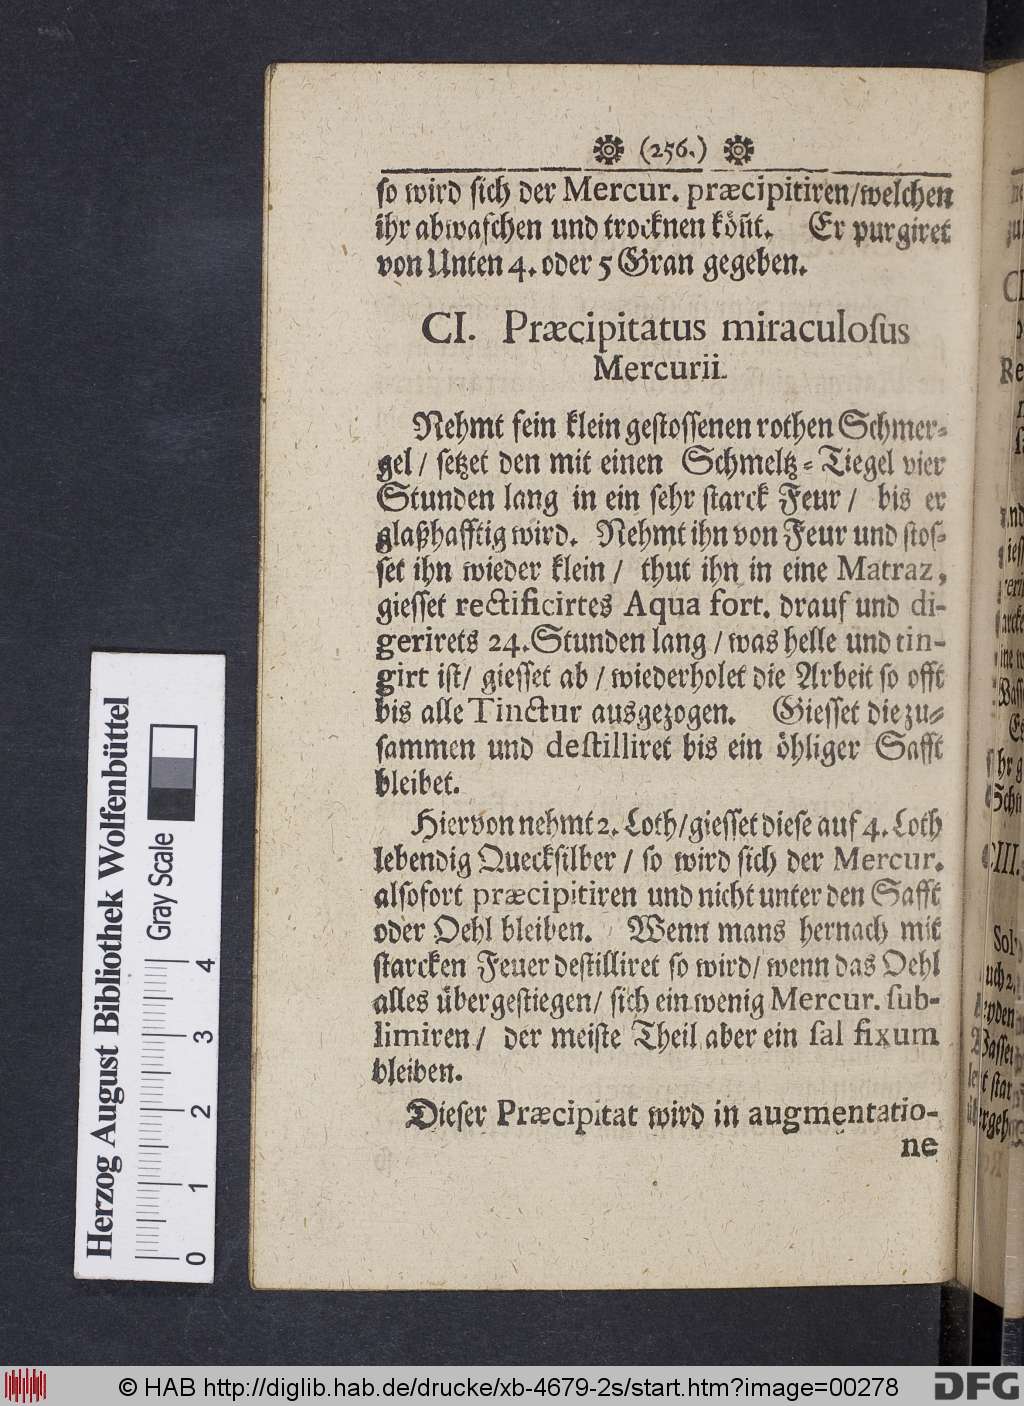 (256.)
so wird sich der Mercur. præcipitiren/welchen
ihr abwaschen und trocknen köñt. Er purgiret
von Unten 4. oder 5 Gran gegeben.
CI. Præcipitatus miraculoſus
Mercurii.
Nehmt fein klein gestossenen rothen Schmer-
gel / setzet den mit einen Schmeltz-Tiegel vier
Stunden lang in ein sehr starck Feur / bis er
glaßhafftig wird. Nehmt ihn von Feur und stos-
set ihn wieder klein / thut ihn in eine Matraz,
giesset rectificirtes Aqua fort. drauf und di-
gerirets 24. Stunden lang / was helle und tin-
girt ist/ giesset ab / wiederholet die Arbeit so offt
bis alle Tinctur ausgezogen. Giesset die zu-
sammen und deſtilliret bis ein öhliger Safft
bleibet.
Hiervon nehmt 2. Loth/giesset diese auf 4. Loth
lebendig Quecksilber / so wird sich der Mercur.
alsofort præcipitiren und nicht unter den Safft
oder Oehl bleiben. Wenn mans hernach mit
starcken Feuer destilliret so wird/ wenn das Oehl
alles übergestiegen/ sich ein wenig Mercur. ſub-
limiren / der meiste Theil aber ein ſal fixum
bleiben.
Dieser Præcipitat wird in augmentatio-
ne
Herzog August Bibliothek Wolfenbüttel
Gray Scale
0 1 2 3 4
© HAB http://diglib.hab.de/drucke/xb-4679-2s/start.htm?image=00278
DFG